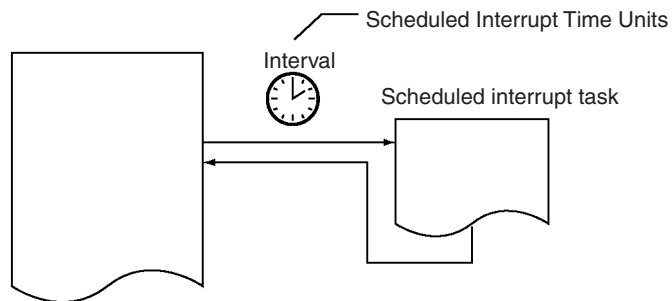 Scheduled Interrupt Time Units
Interval
Scheduled interrupt task